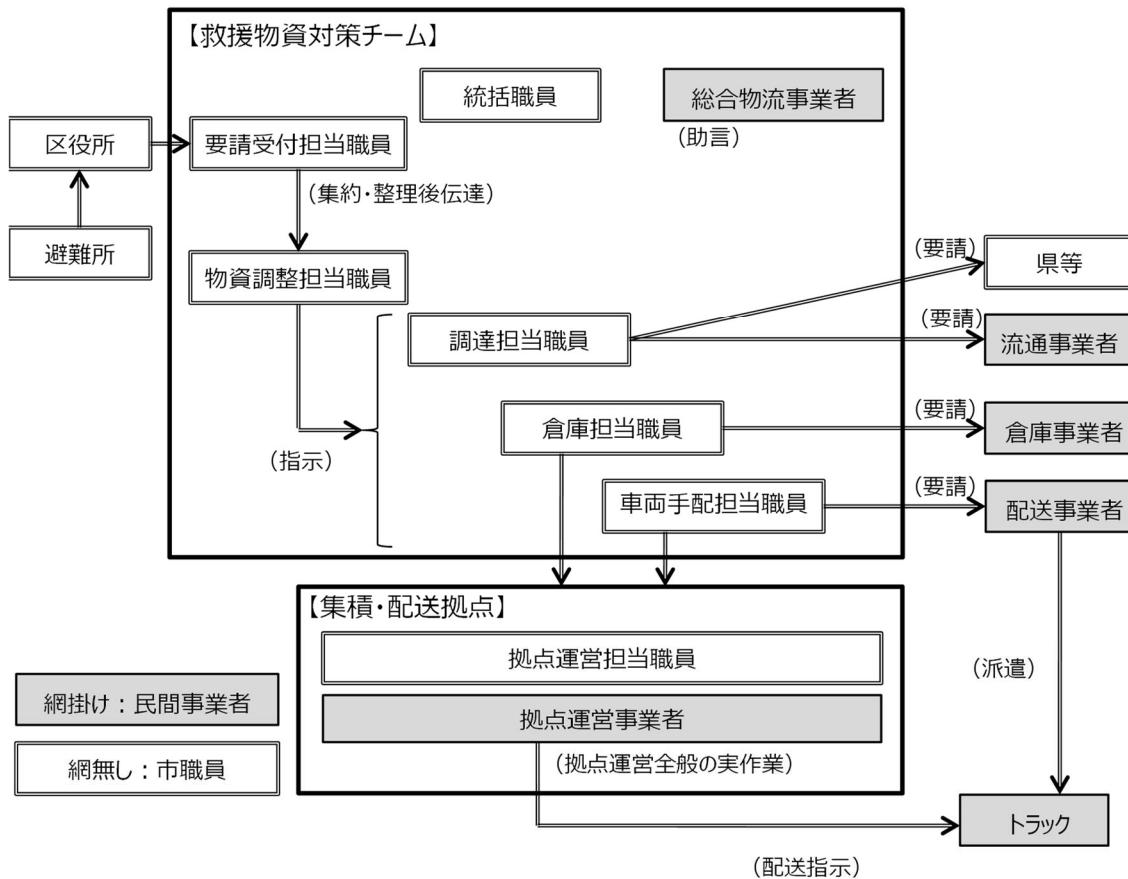 【救援物資対策チーム】
統括職員
総合物流事業者
(助言)
区役所
要請受付担当職員
(集約・整理後伝達)
避難所
物資調整担当職員
(要請)
県等
調達担当職員
(要請)
流通事業者
(指示)
倉庫担当職員
(要請)
倉庫事業者
車両手配担当職員
(要請)
配送事業者
【集積・配送拠点】
拠点運営担当職員
拠点運営事業者
(拠点運営全般の実作業)
(派遣)
網掛け：民間事業者
網無し：市職員
トラック
(配送指示)